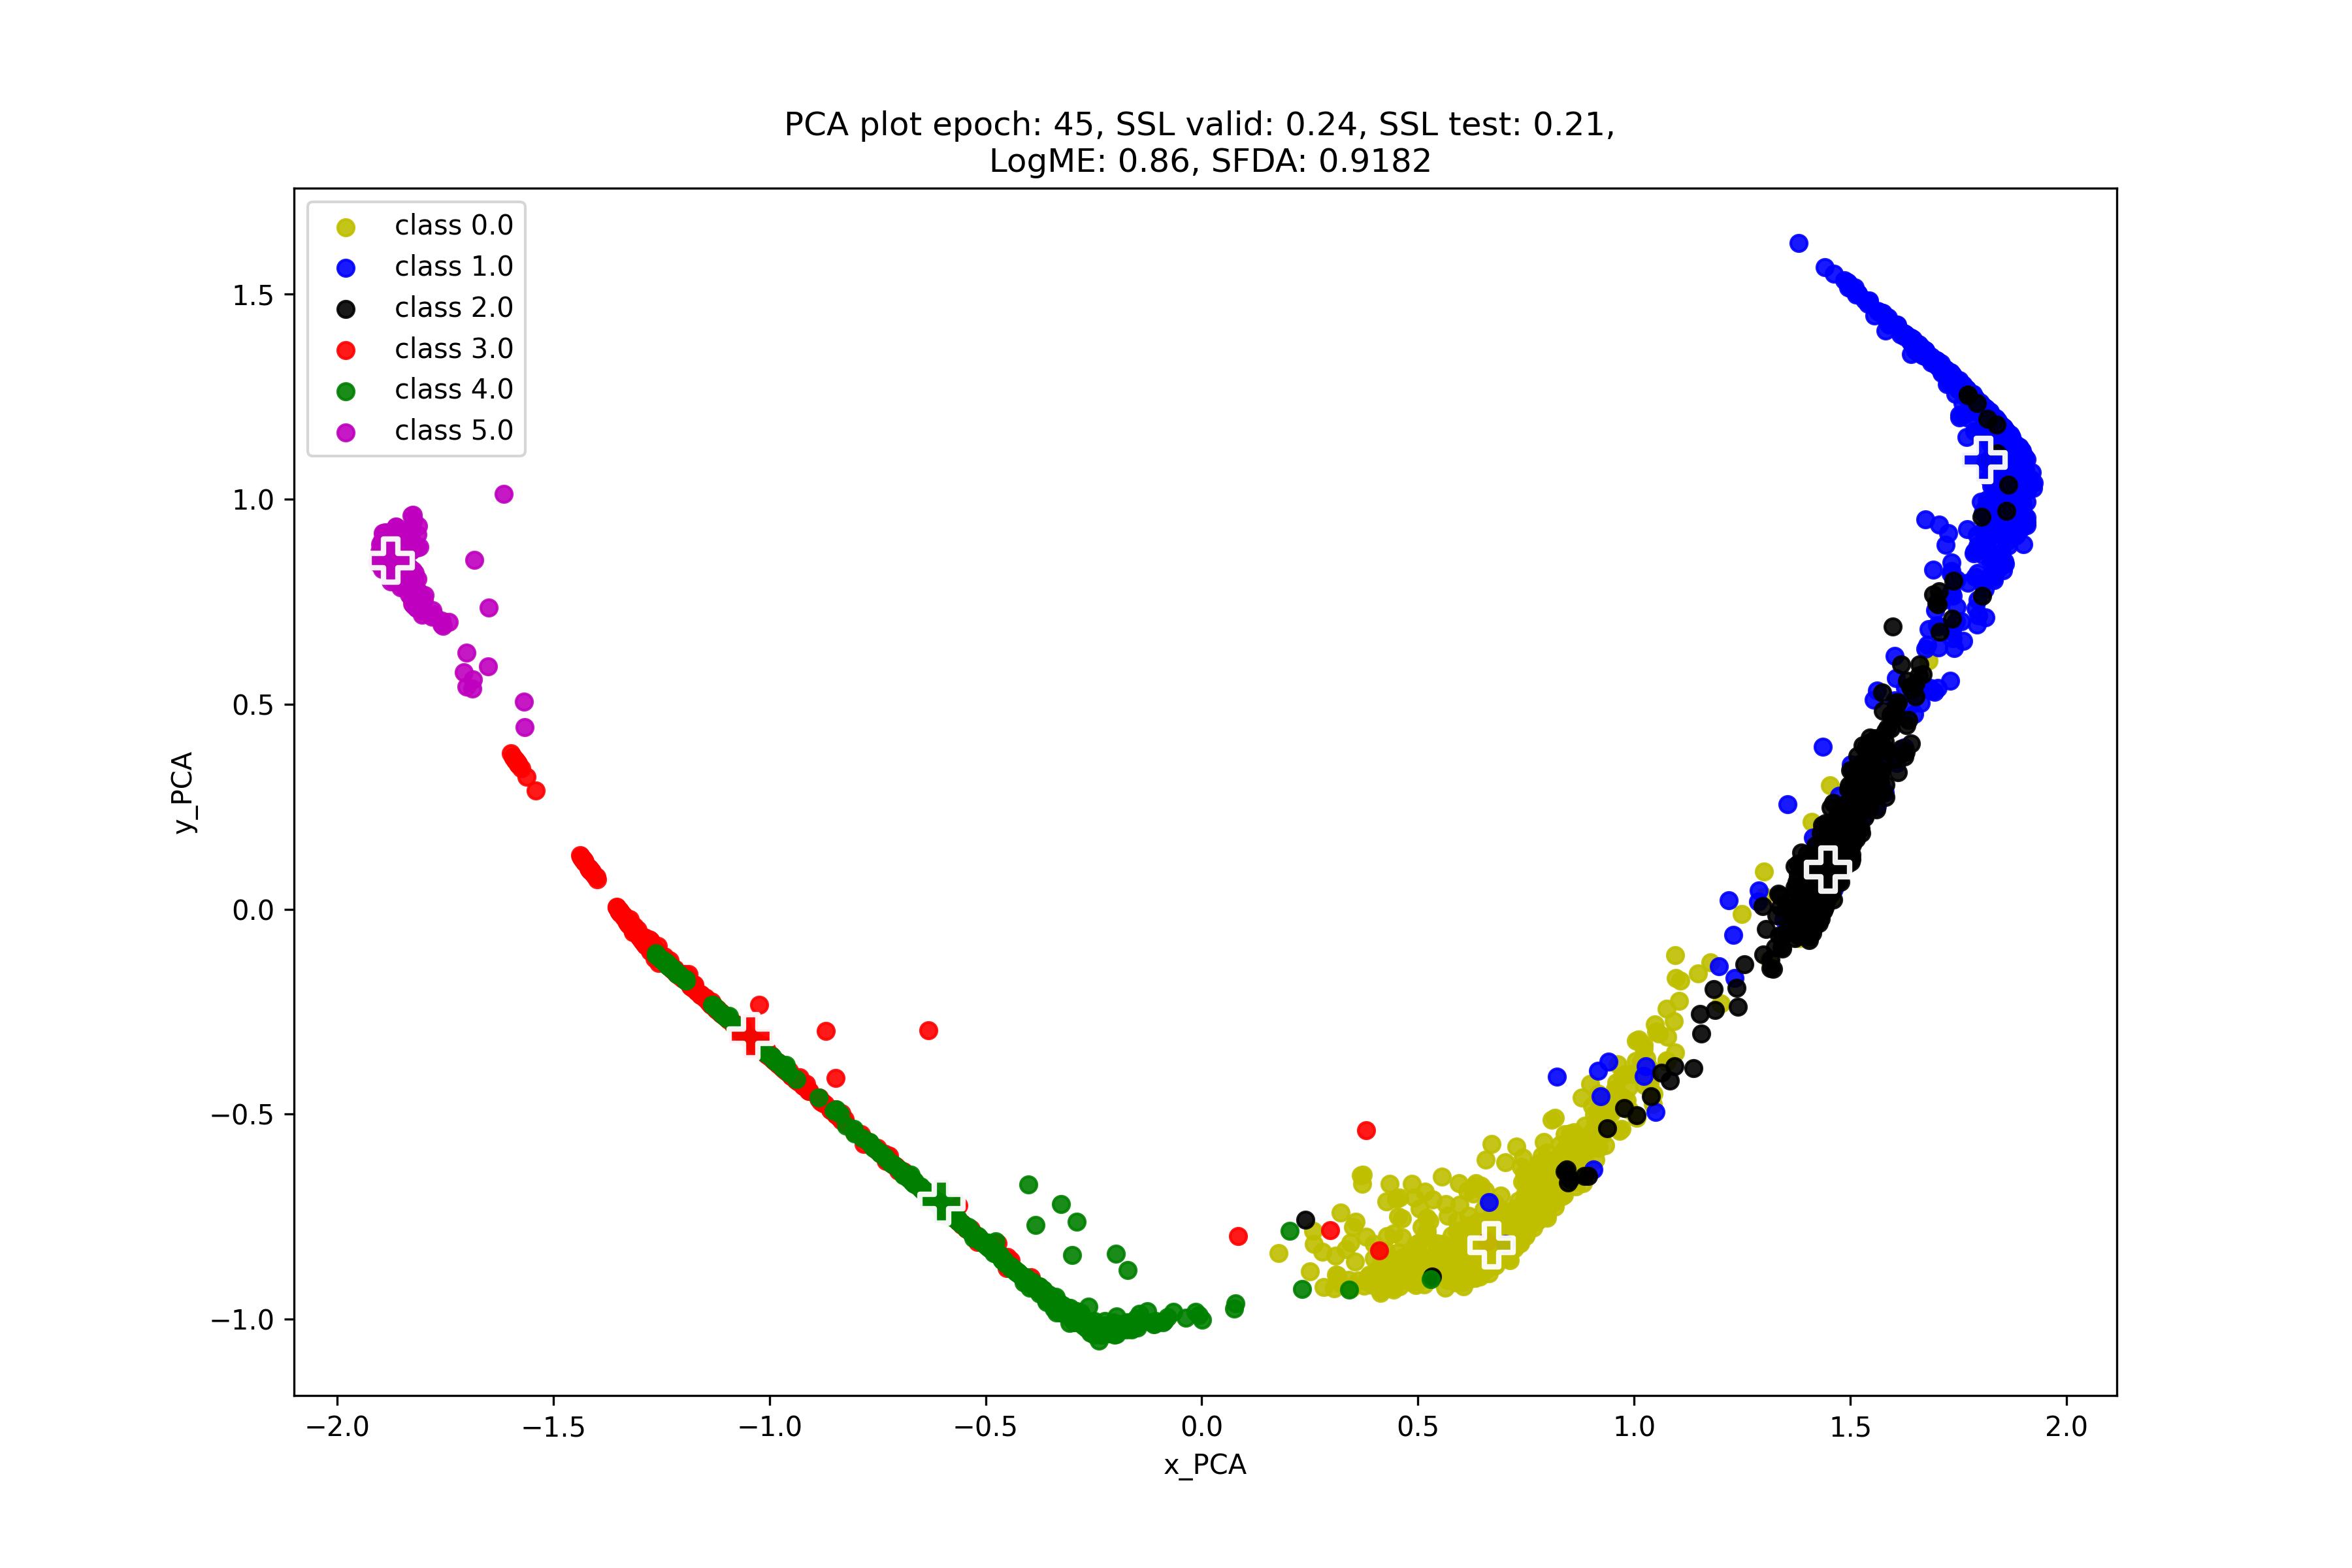 PCA plot epoch: 45, SSL valid: 0.24, SSL test: 0.21,
LogME: 0.86, SFDA: 0.9182
class 0.0
class 1.0
class 2.0
class 3.0
class 4.0
class 5.0
1.5
1.0
0.5
0.0
−0.5
−1.0
y_PCA
−2.0 −1.5 −1.0 −0.5 0.0 0.5 1.0 1.5 2.0
x_PCA